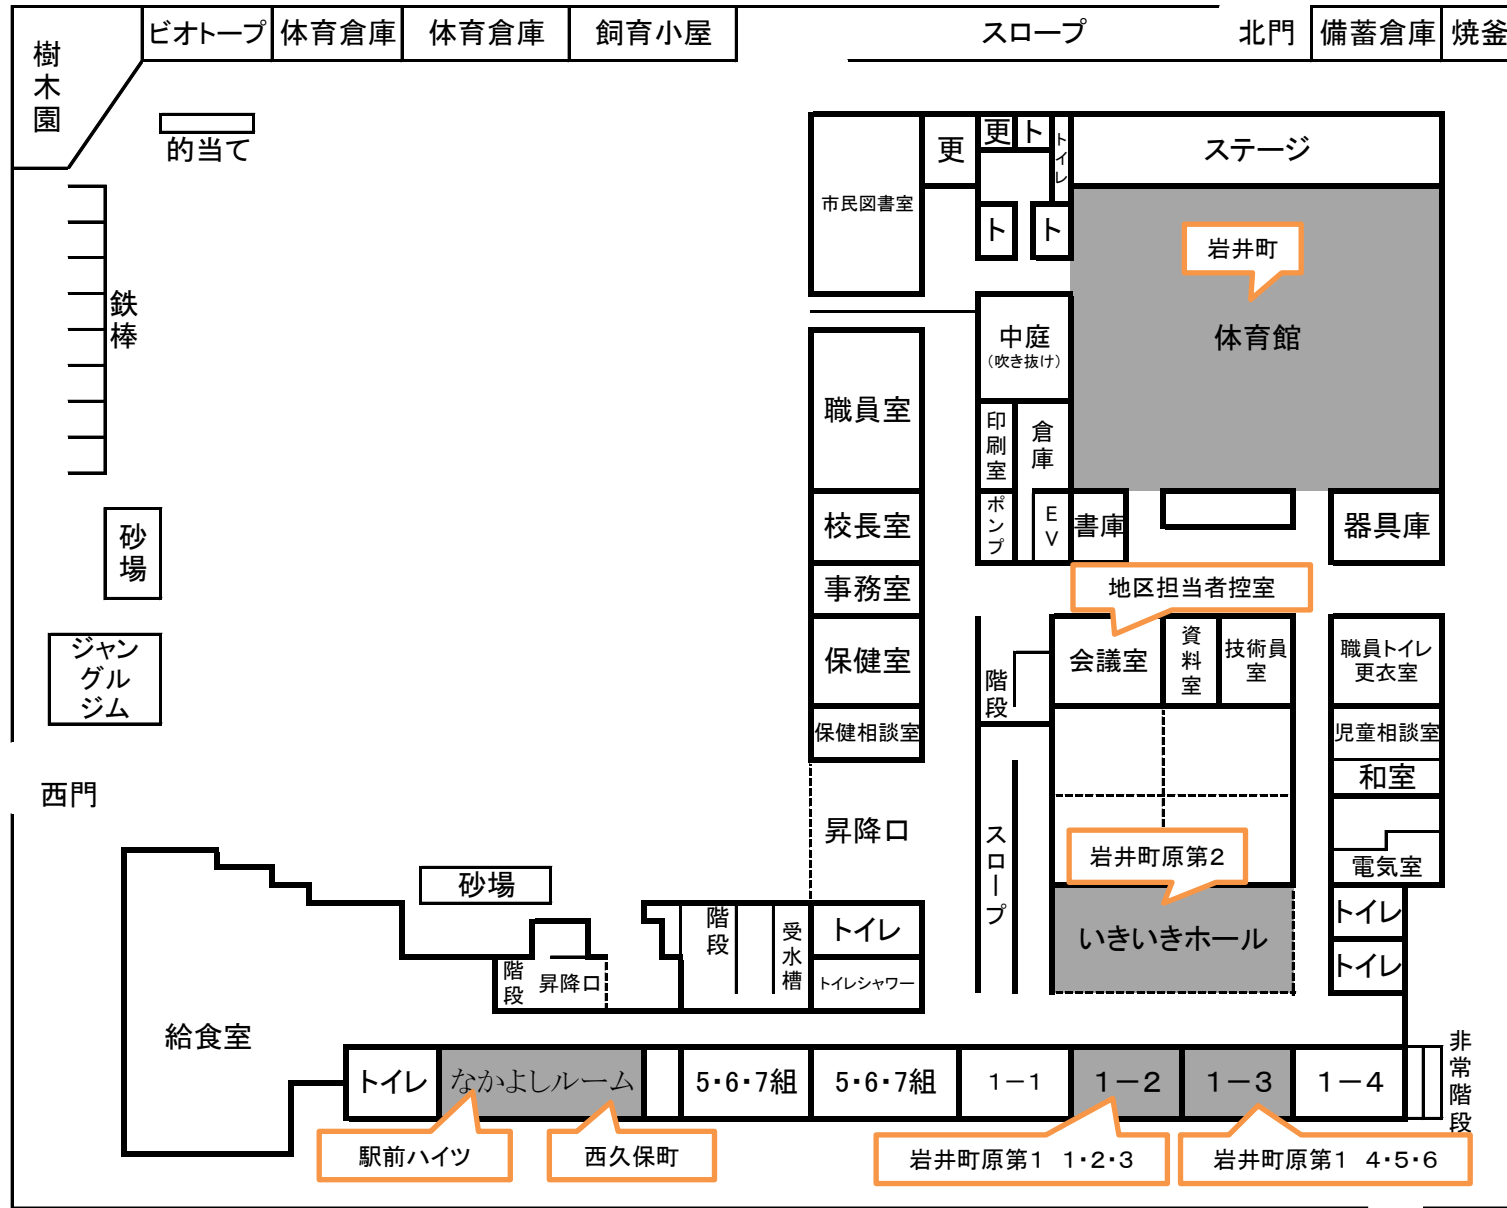 ビオトープ
体育倉庫
体育倉庫
飼育小屋
スロープ
北門
備蓄倉庫
焼釜
樹木園
的当て
鉄棒
砂場
ジャン
グル
ジム
西門
市民図書室
更
更
ト
トイレ
ト
ト
ステージ
岩井町
体育館
中庭
(吹き抜け)
職員室
印刷室
倉庫
校長室
ポンプ
EV
書庫
器具庫
事務室
地区担当者控室
保健室
階段
会議室
資料室
技術員
室
職員トイレ
更衣室
保健相談室
児童相談室
和室
昇降口
スロープ
岩井町原第2
電気室
砂場
いきいきホール
トイレ
トイレ
階段
受水槽
トイレ
トイレシャワー
階段
昇降口
給食室
トイレ
なかよしルーム
5・6・7組
5・6・7組
1－1
1－2
1－3
1－4
非常階段
駅前ハイツ
西久保町
岩井町原第1 1・2・3
岩井町原第1 4・5・6